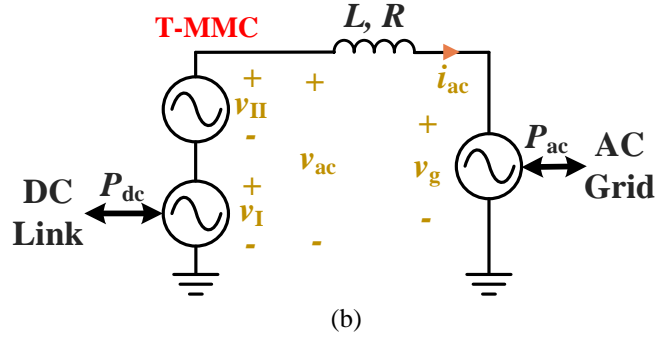 T-MMC
L, R
+
+
i_ac
v_II
-
+
P_ac
AC
Grid
v_ac
v_g
DC
Link
P_dc
+
v_I
-
-
-
(b)